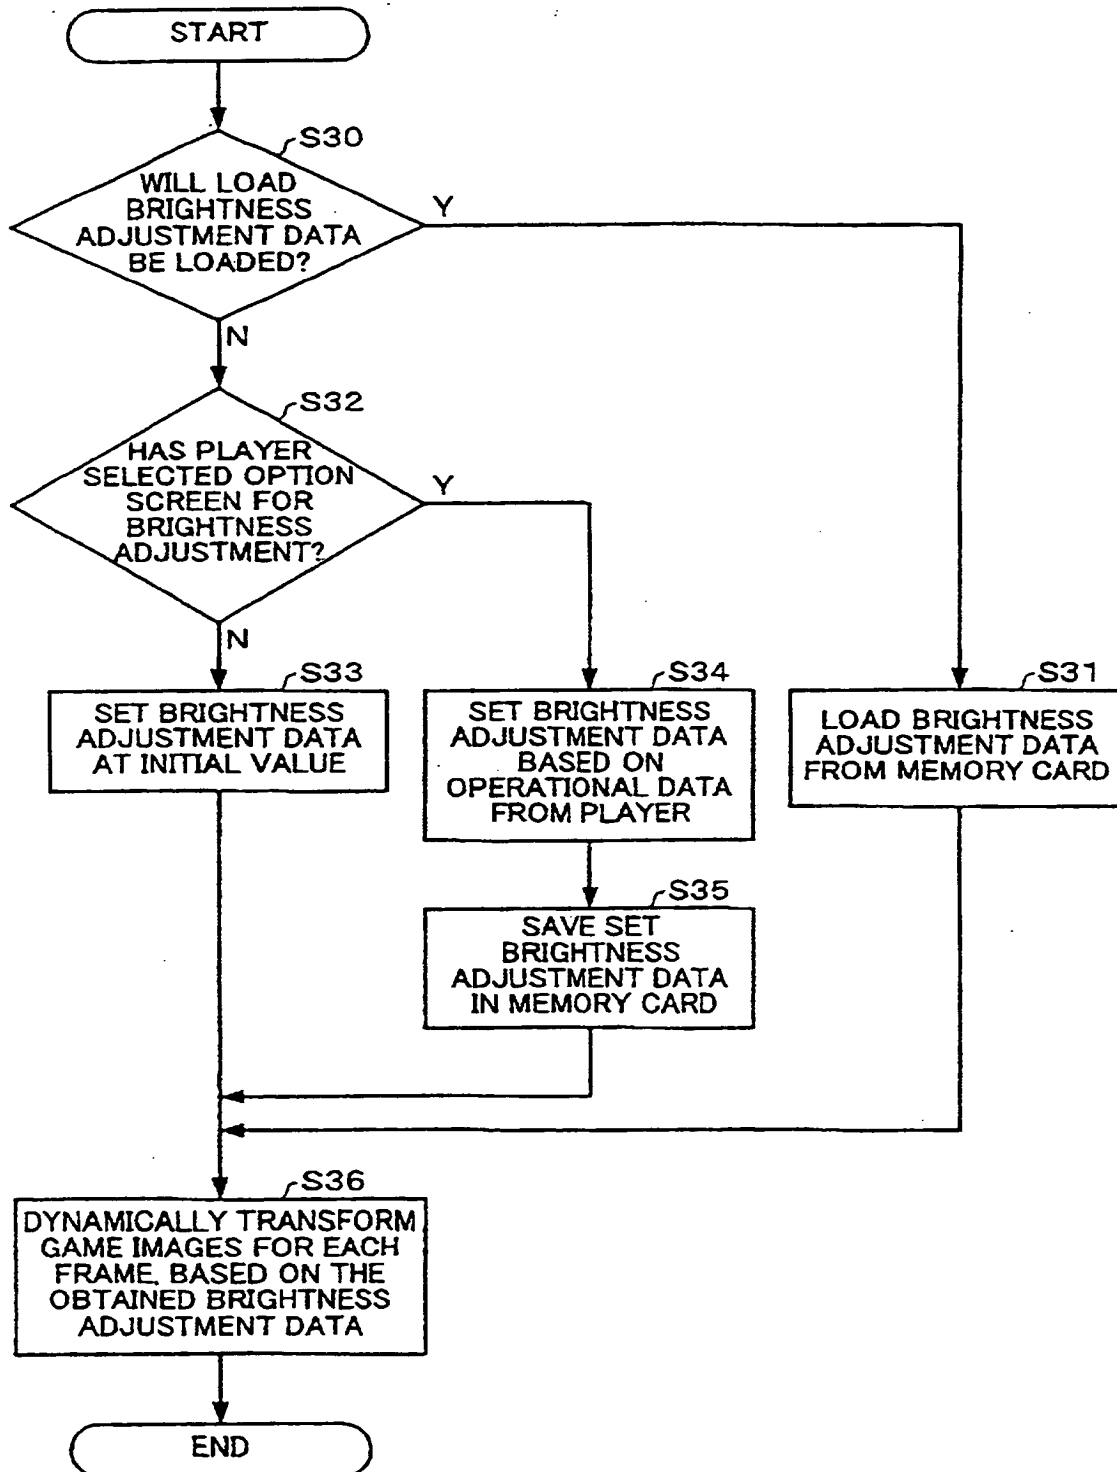 START
S30
WILL LOAD
BRIGHTNESS
ADJUSTMENT DATA
BE LOADED?
Y
N
S32
HAS PLAYER
SELECTED OPTION
SCREEN FOR
BRIGHTNESS
ADJUSTMENT?
Y
N
S33
SET BRIGHTNESS
ADJUSTMENT DATA
AT INITIAL VALUE
S34
SET BRIGHTNESS
ADJUSTMENT DATA
BASED ON
OPERATIONAL DATA
FROM PLAYER
S31
LOAD BRIGHTNESS
ADJUSTMENT DATA
FROM MEMORY CARD
S35
SAVE SET
BRIGHTNESS
ADJUSTMENT DATA
IN MEMORY CARD
S36
DYNAMICALLY TRANSFORM
GAME IMAGES FOR EACH
FRAME, BASED ON THE
OBTAINED BRIGHTNESS
ADJUSTMENT DATA
END